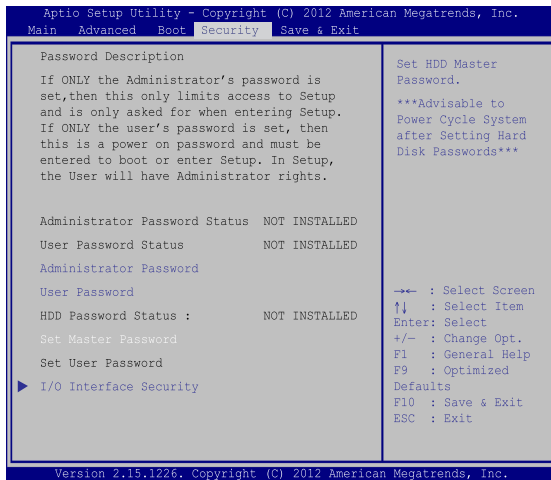 Aptio Setup Utility - Copyright (C) 2012 American Megatrends, Inc.
Main Advanced Boot Security Save & Exit
Password Description
If ONLY the Administrator's password is
set,then this only limits access to Setup
and is only asked for when entering Setup.
If ONLY the user's password is set, then
this is a power on password and must be
entered to boot or enter Setup. In Setup,
the User will have Administrator rights.
Administrator Password Status NOT INSTALLED
User Password Status NOT INSTALLED
Administrator Password
User Password
HDD Password Status : NOT INSTALLED
Set Master Password
Set User Password
▶ I/O Interface Security
Set HDD Master
Password.
***Advisable to
Power Cycle System
after Setting Hard
Disk Passwords***
→← : Select Screen
↑↓ : Select Item
Enter: Select
+/— : Change Opt.
F1 : General Help
F9 : Optimized
Defaults
F10 : Save & Exit
ESC : Exit
Version 2.15.1226. Copyright (C) 2012 American Megatrends, Inc.